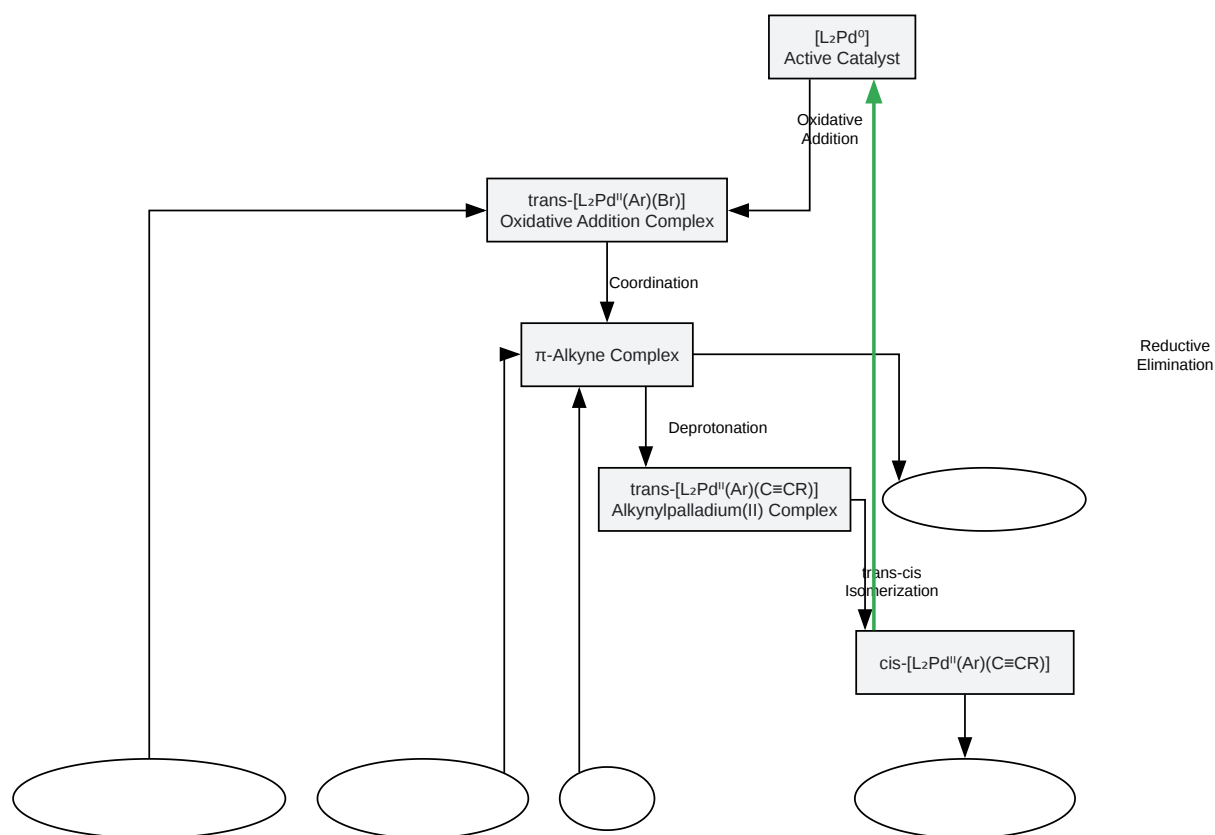 [L₂Pd⁰]
Active Catalyst
Oxidative
Addition
trans-[L₂Pdᴵᴵ(Ar)(Br)]
Oxidative Addition Complex
Coordination
π-Alkyne Complex
Reductive
Elimination
Deprotonation
trans-[L₂Pdᴵᴵ(Ar)(C≡CR)]
Alkynylpalladium(II) Complex
trans-cis
Isomerization
cis-[L₂Pdᴵᴵ(Ar)(C≡CR)]